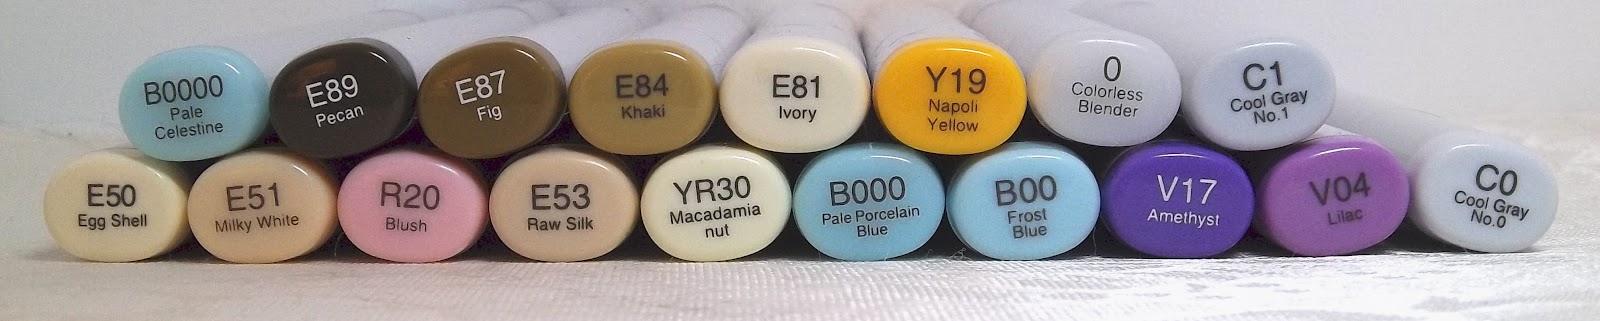 B0000
Pale
Celestine
E89
Pecan
E87
Fig
E84
Khaki
E81
Ivory
Y19
Napoli
Yellow
0
Colorless
Blender
C1
Cool Gray
No.1
E50
Egg Shell
E51
Milky White
R20
Blush
E53
Raw Silk
YR30
Macadamia
nut
B000
Pale Porcelain
Blue
B00
Frost
Blue
V17
Amethyst
V04
Lilac
C0
Cool Gray
No.0